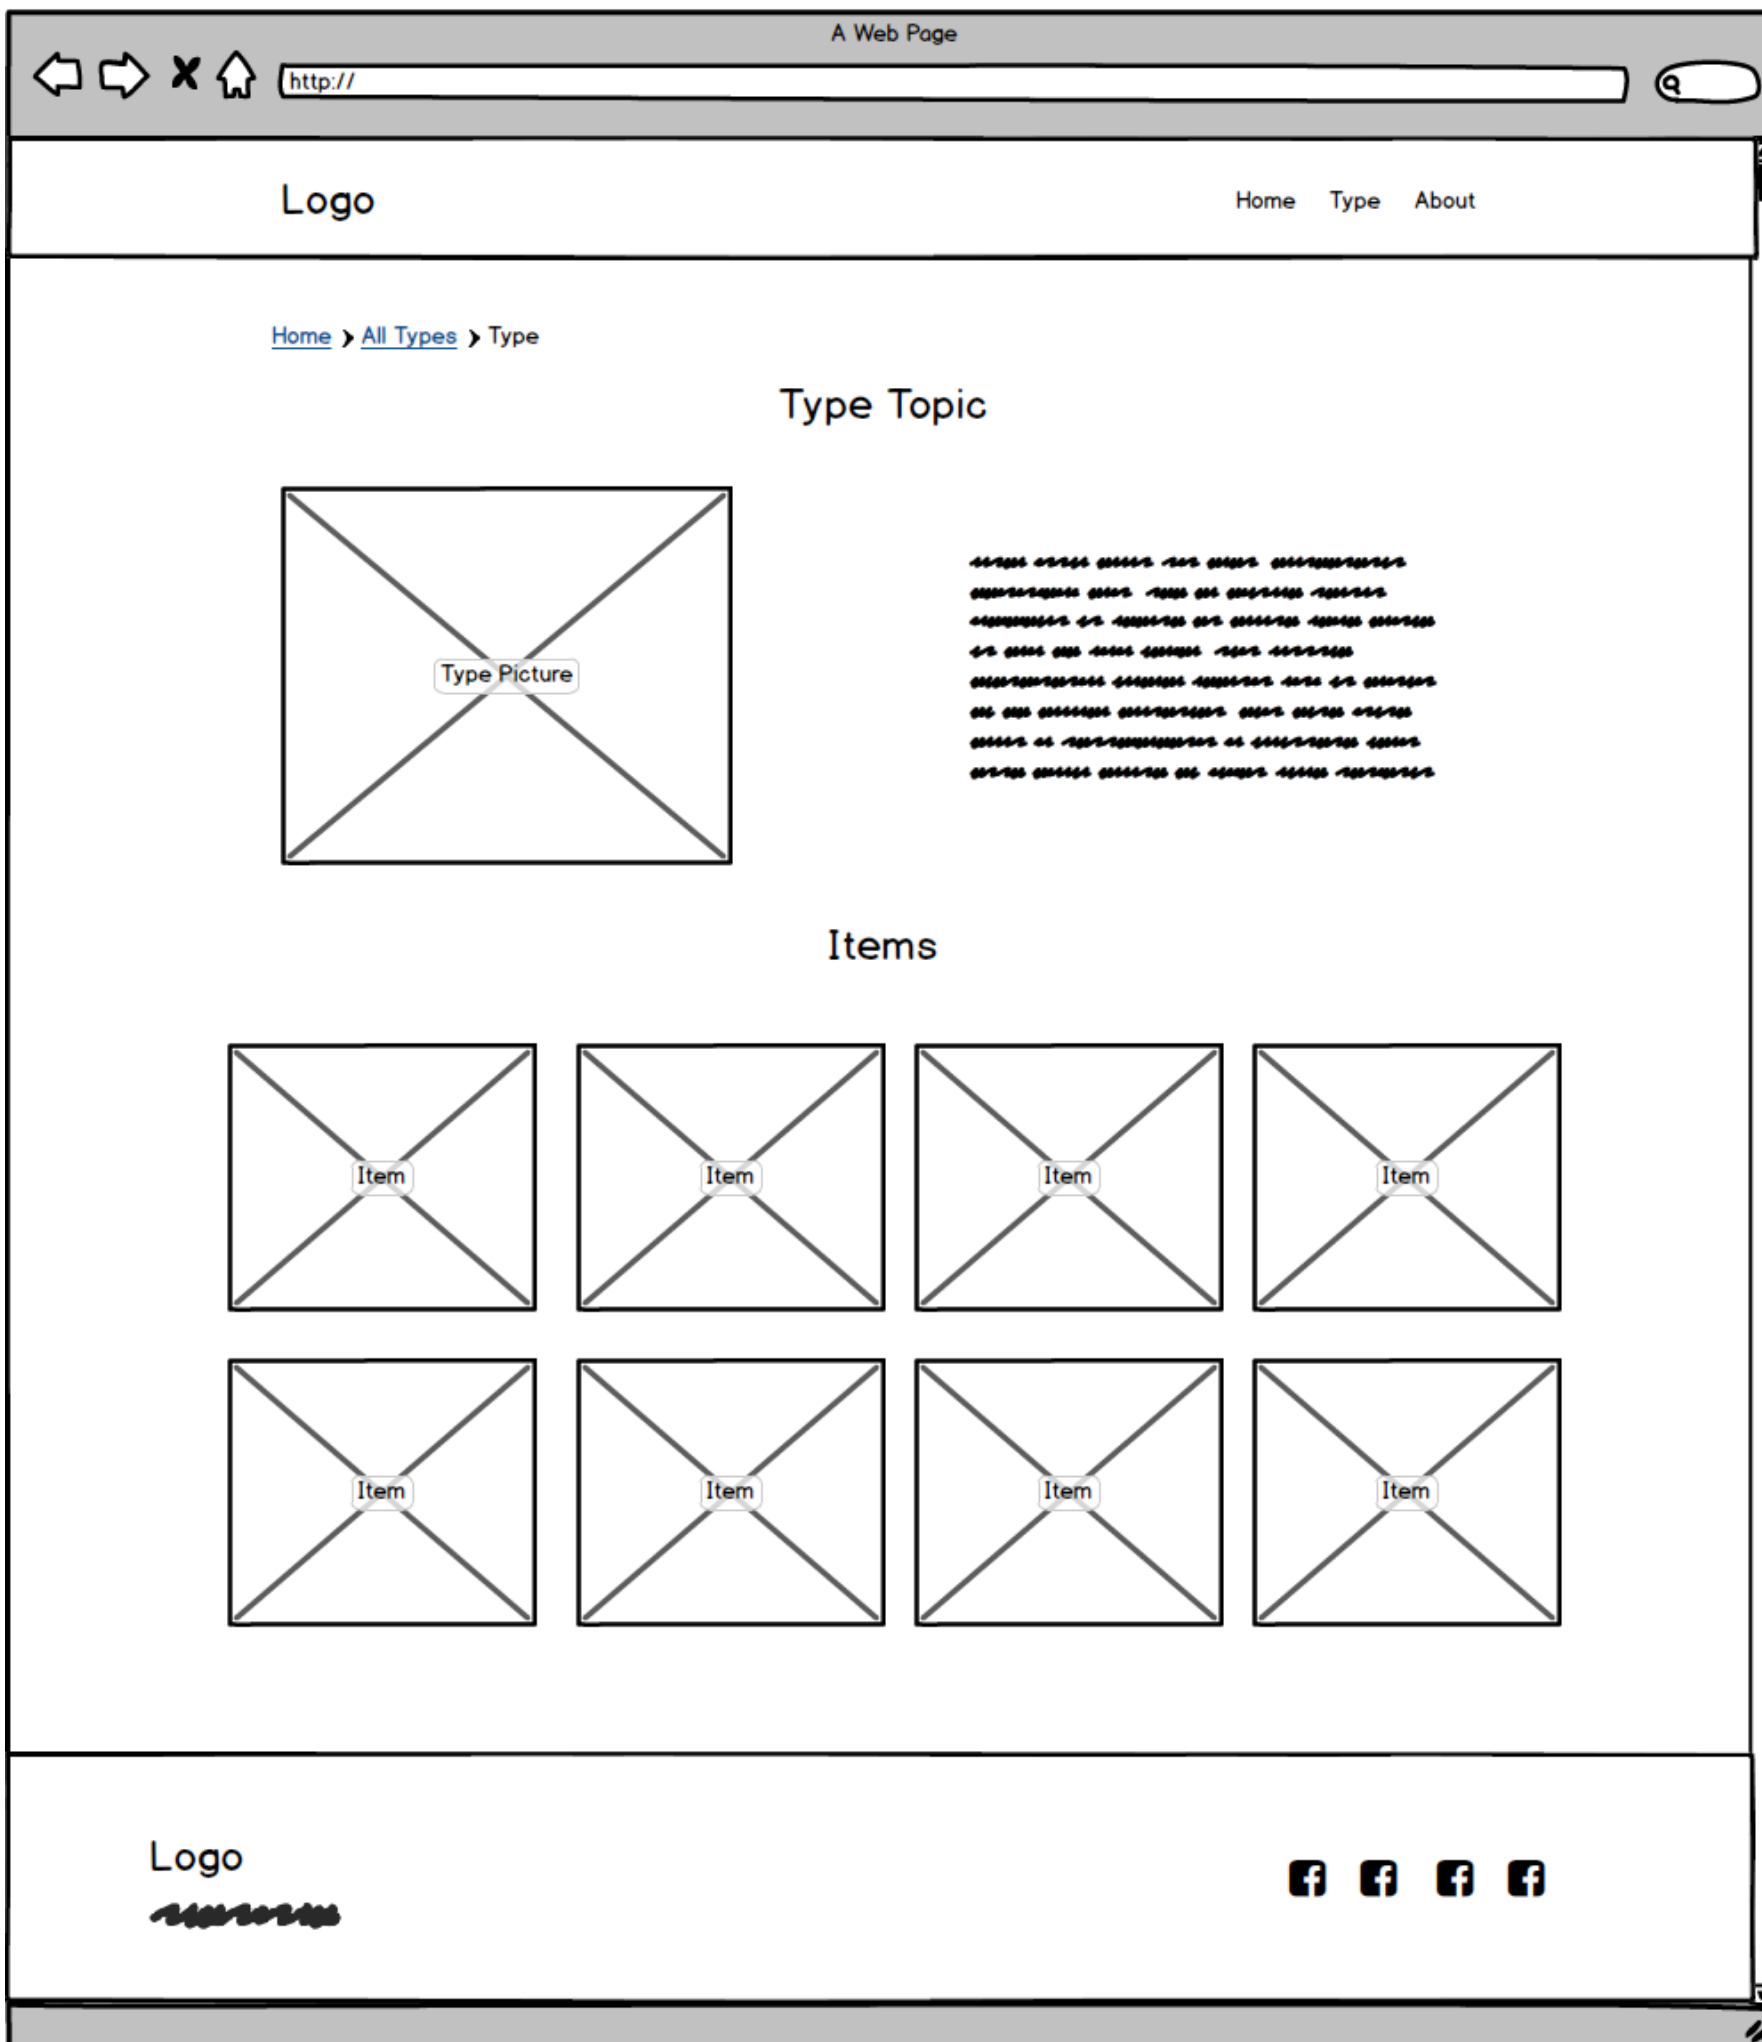 A Web Page
http://
Logo
Home Type About
Home > All Types > Type
Type Topic
Type Picture
Items
Item Item Item Item
Item Item Item Item
Logo